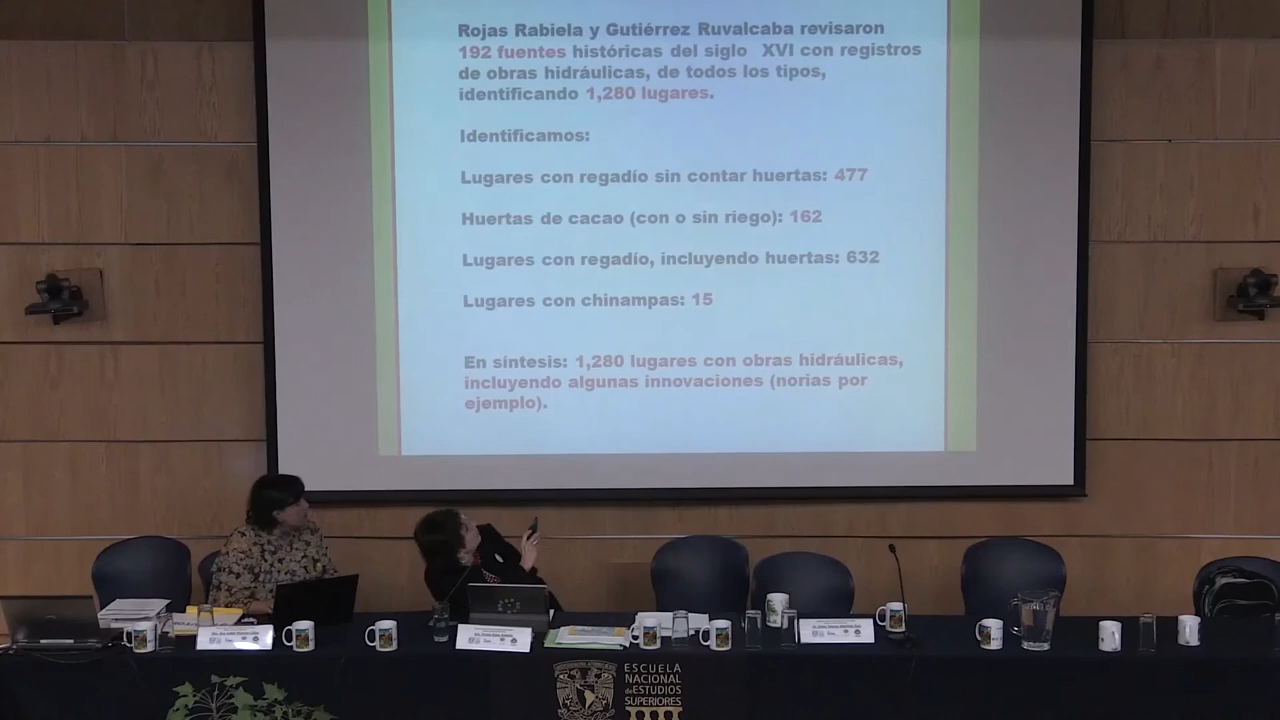 Rojas Rabiela y Gutiérrez Ruvalcaba revisaron
192 fuentes históricas del siglo XVI con registros
de obras hidráulicas, de todos los tipos,
identificando 1,280 lugares.
Identificamos:
Lugares con regadío sin contar huertas: 477
Huertas de cacao (con o sin riego): 162
Lugares con regadío, incluyendo huertas: 632
Lugares con chinampas: 15
En síntesis: 1,280 lugares con obras hidráulicas,
incluyendo algunas innovaciones (norias por
ejemplo).
ESCUELA
NACIONAL
de ESTUDIOS
SUPERIORES